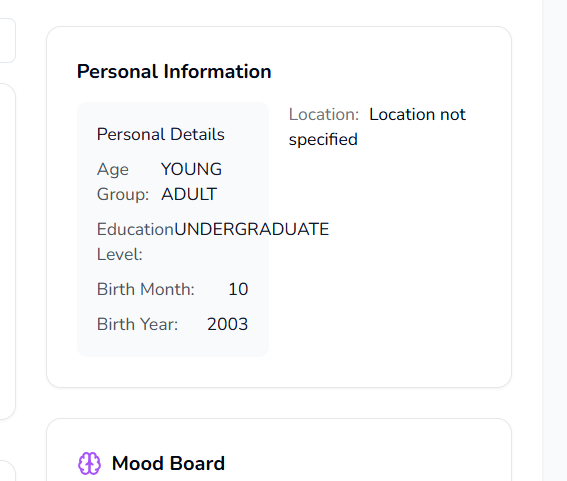 Personal Information
Personal Details
Age Group: YOUNG ADULT
Education Level: UNDERGRADUATE
Birth Month: 10
Birth Year: 2003
Location: Location not
specified
Mood Board